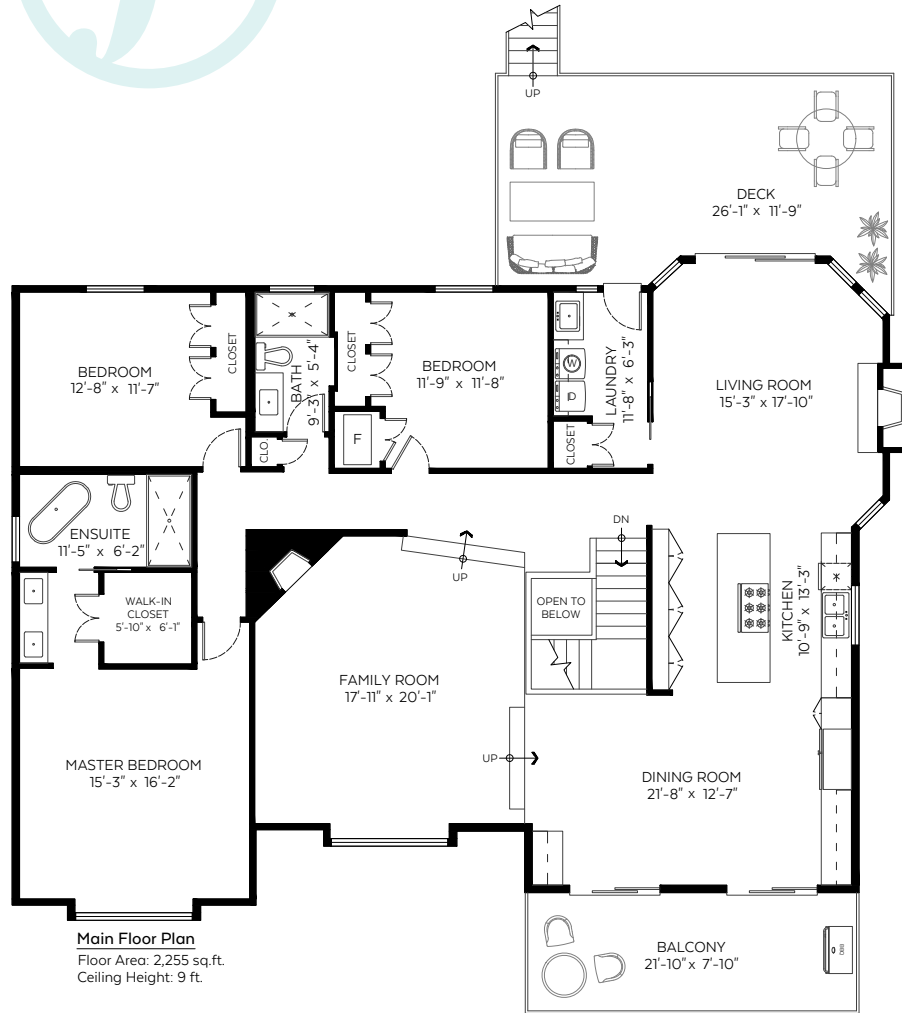 UP
DECK
26'-1" x 11'-9"
BEDROOM
12'-8" x 11'-7"
CLOSET
BATH
9'-3" x 5'-4"
CLOSET
BEDROOM
11'-9" x 11'-8"
W
D
LAUNDRY
11'-8" x 6'-3"
LIVING ROOM
15'-3" x 17'-10"
CLO.
F
CLOSET
ENSUITE
11'-5" x 6'-2"
UP
DN
WALK-IN
CLOSET
5'-10" x 6'-1"
OPEN TO
BELOW
KITCHEN
10'-9" x 13'-3"
FAMILY ROOM
17'-11" x 20'-1"
MASTER BEDROOM
15'-3" x 16'-2"
UP
DINING ROOM
21'-8" x 12'-7"
Main Floor Plan
Floor Area: 2,255 sq.ft.
Ceiling Height: 9 ft.
BALCONY
21'-10" x 7'-10"
BBQ